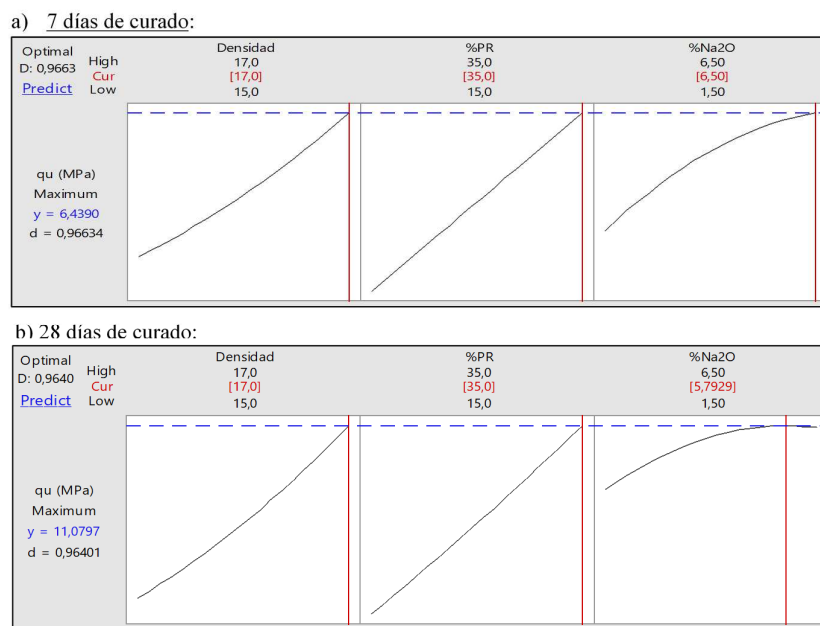 a) 7 días de curado:
Optimal
D: 0,9663
Predict
High
Cur
Low
Densidad
17,0
[17,0]
15,0
%PR
35,0
[35,0]
15,0
%Na2O
6,50
[6,50]
1,50
qu (MPa)
Maximum
y = 6,4390
d = 0,96634
b) 28 días de curado:
Optimal
D: 0,9640
Predict
High
Cur
Low
Densidad
17,0
[17,0]
15,0
%PR
35,0
[35,0]
15,0
%Na2O
6,50
[5,7929]
1,50
qu (MPa)
Maximum
y = 11,0797
d = 0,96401